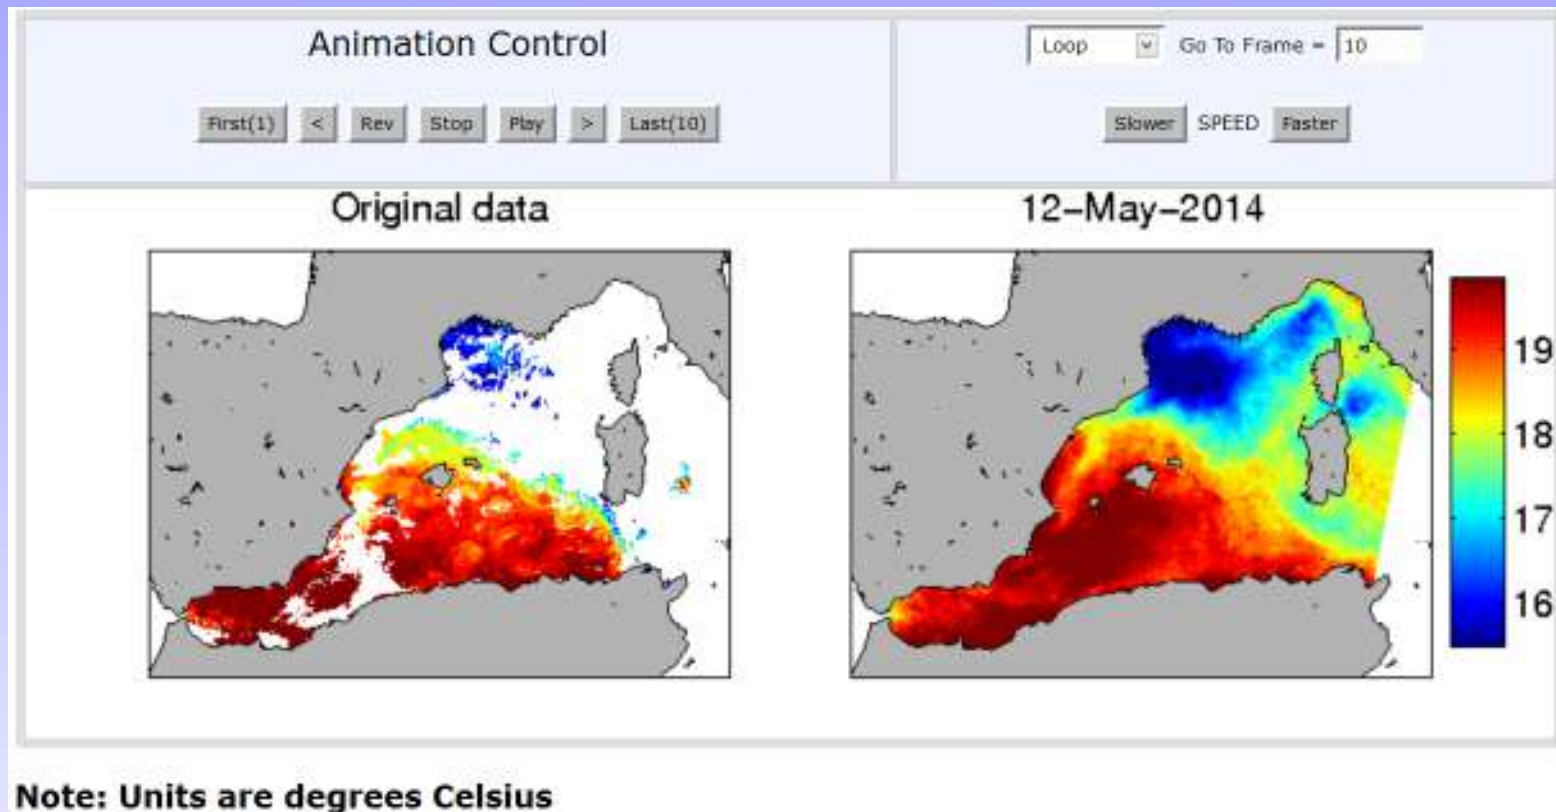 Animation Control
Loop Go To Frame = 10
First(1) < Rev Stop Play > Last(10)
Slower SPEED Faster
Original data
12-May-2014
19
18
17
16
Note: Units are degrees Celsius